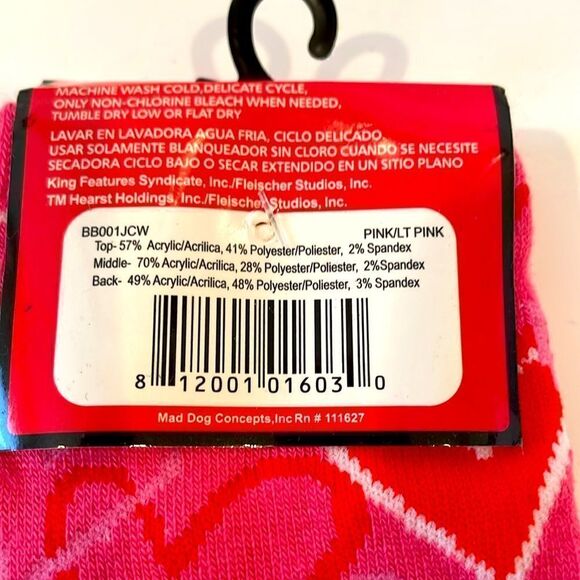 MACHINE WASH COLD, DELICATE CYCLE,
ONLY NON-CHLORINE BLEACH WHEN NEEDED,
TUMBLE DRY LOW OR FLAT DRY
LAVAR EN LAVADORA AGUA FRIA, CICLO DELICADO
USAR SOLAMENTE BLANQUEADOR SIN CLORO CUANDO SE NECESITE
SECADORA CICLO BAJO O SECAR EXTENDIDO EN UN SITIO PLANO
King Features Syndicate, Inc./Fleischer Studios, Inc.
TM Hearst Holdings, Inc./Fleischer Studios, Inc.
BB001JCW PINK/LT PINK
Top- 57% Acrylic/Acrilica, 41% Polyester/Poliester, 2% Spandex
Middle- 70% Acrylic/Acrilica, 28% Polyester/Poliester, 2%Spandex
Back- 49% Acrylic/Acrilica, 48% Polyester/Poliester, 3% Spandex
8 12001 01603 0
Mad Dog Concepts,Inc Rn # 111627